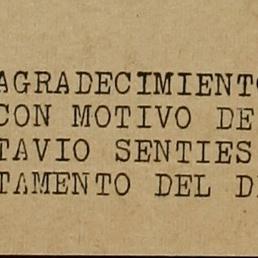 AGRADECIMIENTO
CON MOTIVO DE
TAVIO SENTIES
TAMENTO DEL D